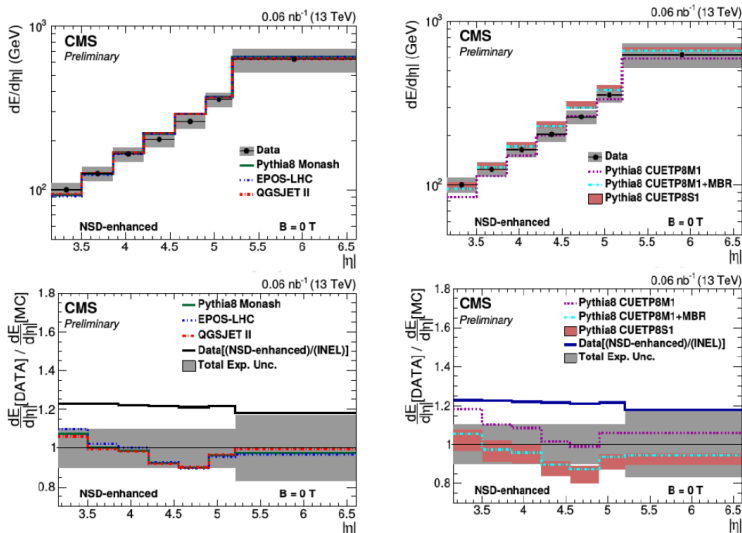 0.06 nb⁻¹ (13 TeV)
dE/d|η| (GeV)
10³
10²
CMS
Preliminary
Data
Pythia8 Monash
EPOS-LHC
QGSJET II
NSD-enhanced
B = 0 T
3.5 4 4.5 5 5.5 6 6.5
|η|
0.06 nb⁻¹ (13 TeV)
dE/d|η| (GeV)
10³
10²
CMS
Preliminary
Data
Pythia8 CUETP8M1
Pythia8 CUETP8M1+MBR
Pythia8 CUETP8S1
NSD-enhanced
B = 0 T
3.5 4 4.5 5 5.5 6 6.5
|η|
0.06 nb⁻¹ (13 TeV)
dE/d|η|[DATA] / dE/d|η|[MC]
1.8
1.6
1.4
1.2
1
0.8
CMS
Preliminary
Pythia8 Monash
EPOS-LHC
QGSJET II
Data[(NSD-enhanced)/(INEL)]
Total Exp. Unc.
NSD-enhanced
B = 0 T
3.5 4 4.5 5 5.5 6 6.5
|η|
0.06 nb⁻¹ (13 TeV)
dE/d|η|[DATA] / dE/d|η|[MC]
1.8
1.6
1.4
1.2
1
0.8
CMS
Preliminary
Pythia8 CUETP8M1
Pythia8 CUETP8M1+MBR
Pythia8 CUETP8S1
Data[(NSD-enhanced)/(INEL)]
Total Exp. Unc.
NSD-enhanced
B = 0 T
3.5 4 4.5 5 5.5 6 6.5
|η|